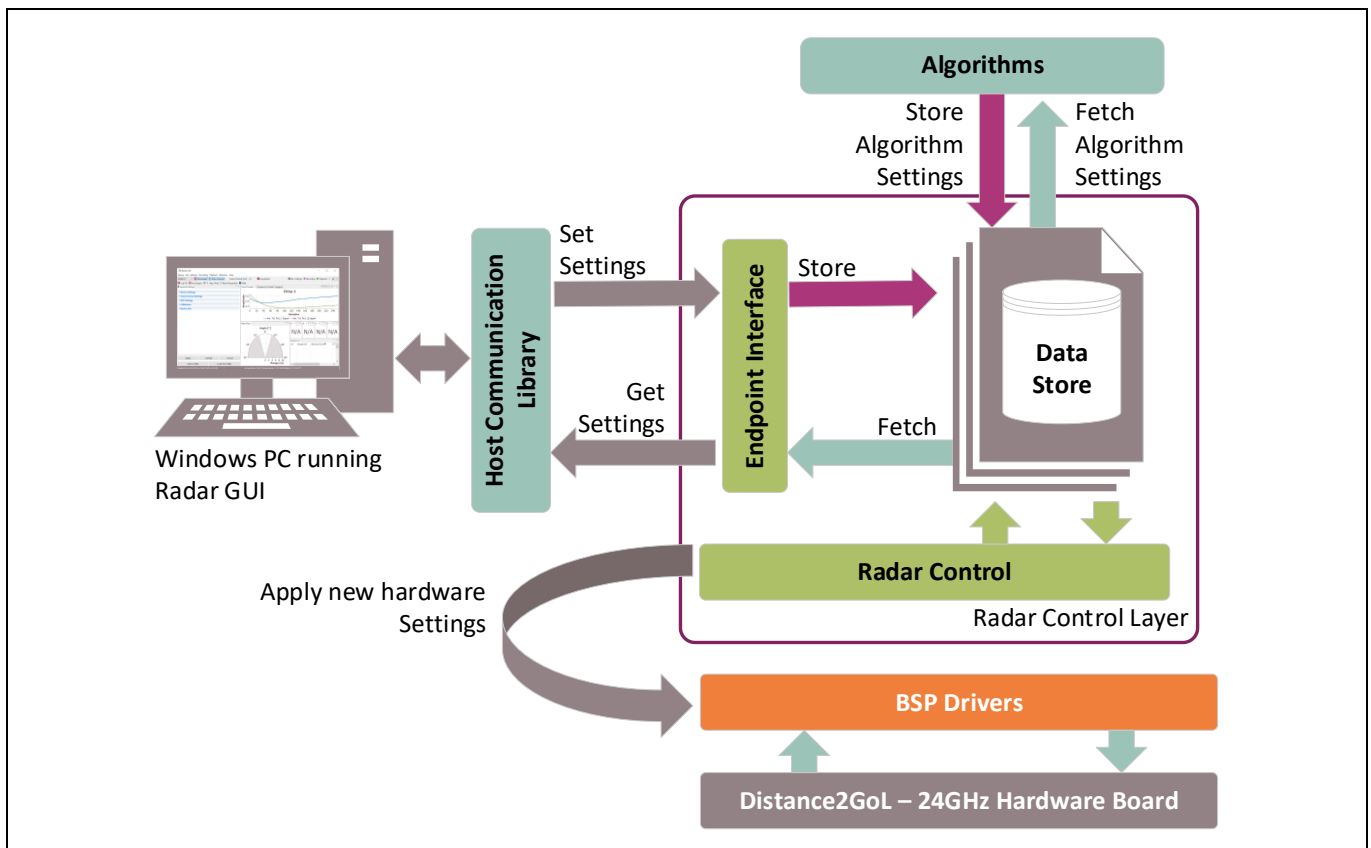 Algorithms
Store
Algorithm
Settings
Fetch
Algorithm
Settings
Set
Settings
Store
Host Communication
Library
Endpoint Interface
Data
Store
Get
Settings
Fetch
Windows PC running
Radar GUI
Radar Control
Radar Control Layer
Apply new hardware
Settings
BSP Drivers
Distance2GoL – 24GHz Hardware Board